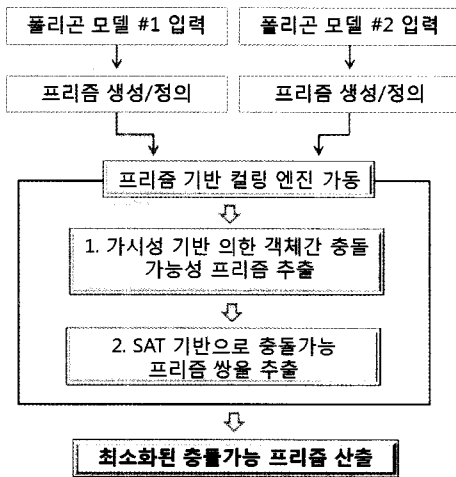 폴리곤 모델 #1 입력
폴리곤 모델 #2 입력
프리즘 생성/정의
프리즘 생성/정의
프리즘 기반 컬링 엔진 가동
1. 가시성 기반 의한 객체간 충돌
가능성 프리즘 추출
2. SAT 기반으로 충돌가능
프리즘 쌍을 추출
최소화된 충돌가능 프리즘 산출